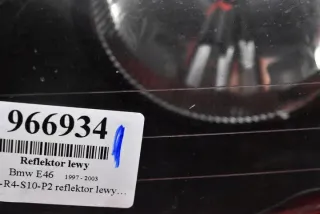 966934
Reflektor lewy
Bmw E46 1997 - 2003
-R4-S10-P2 reflektor lewy...